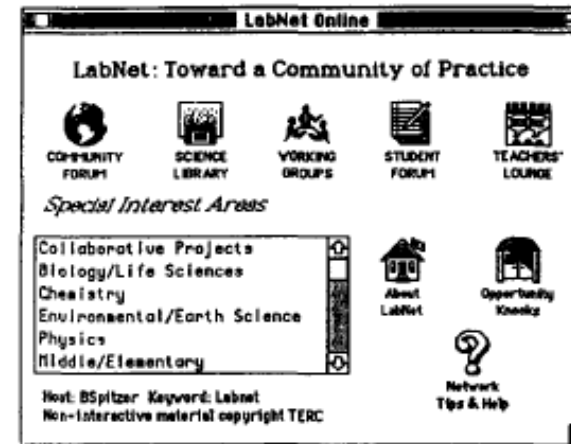 LabNet Online
LabNet: Toward a Community of Practice
COMMUNITY FORUM
SCIENCE LIBRARY
WORKING GROUPS
STUDENT FORUM
TEACHERS' LOUNGE
Special Interest Areas
Collaborative Projects
Biology/Life Sciences
Chemistry
Environmental/Earth Science
Physics
Middle/Elementary
About LabNet
Opportunity Knocks
Network Tips & Help
Host: BSpitzer Keyword: Labnet
Non-interactive material copyright TERC